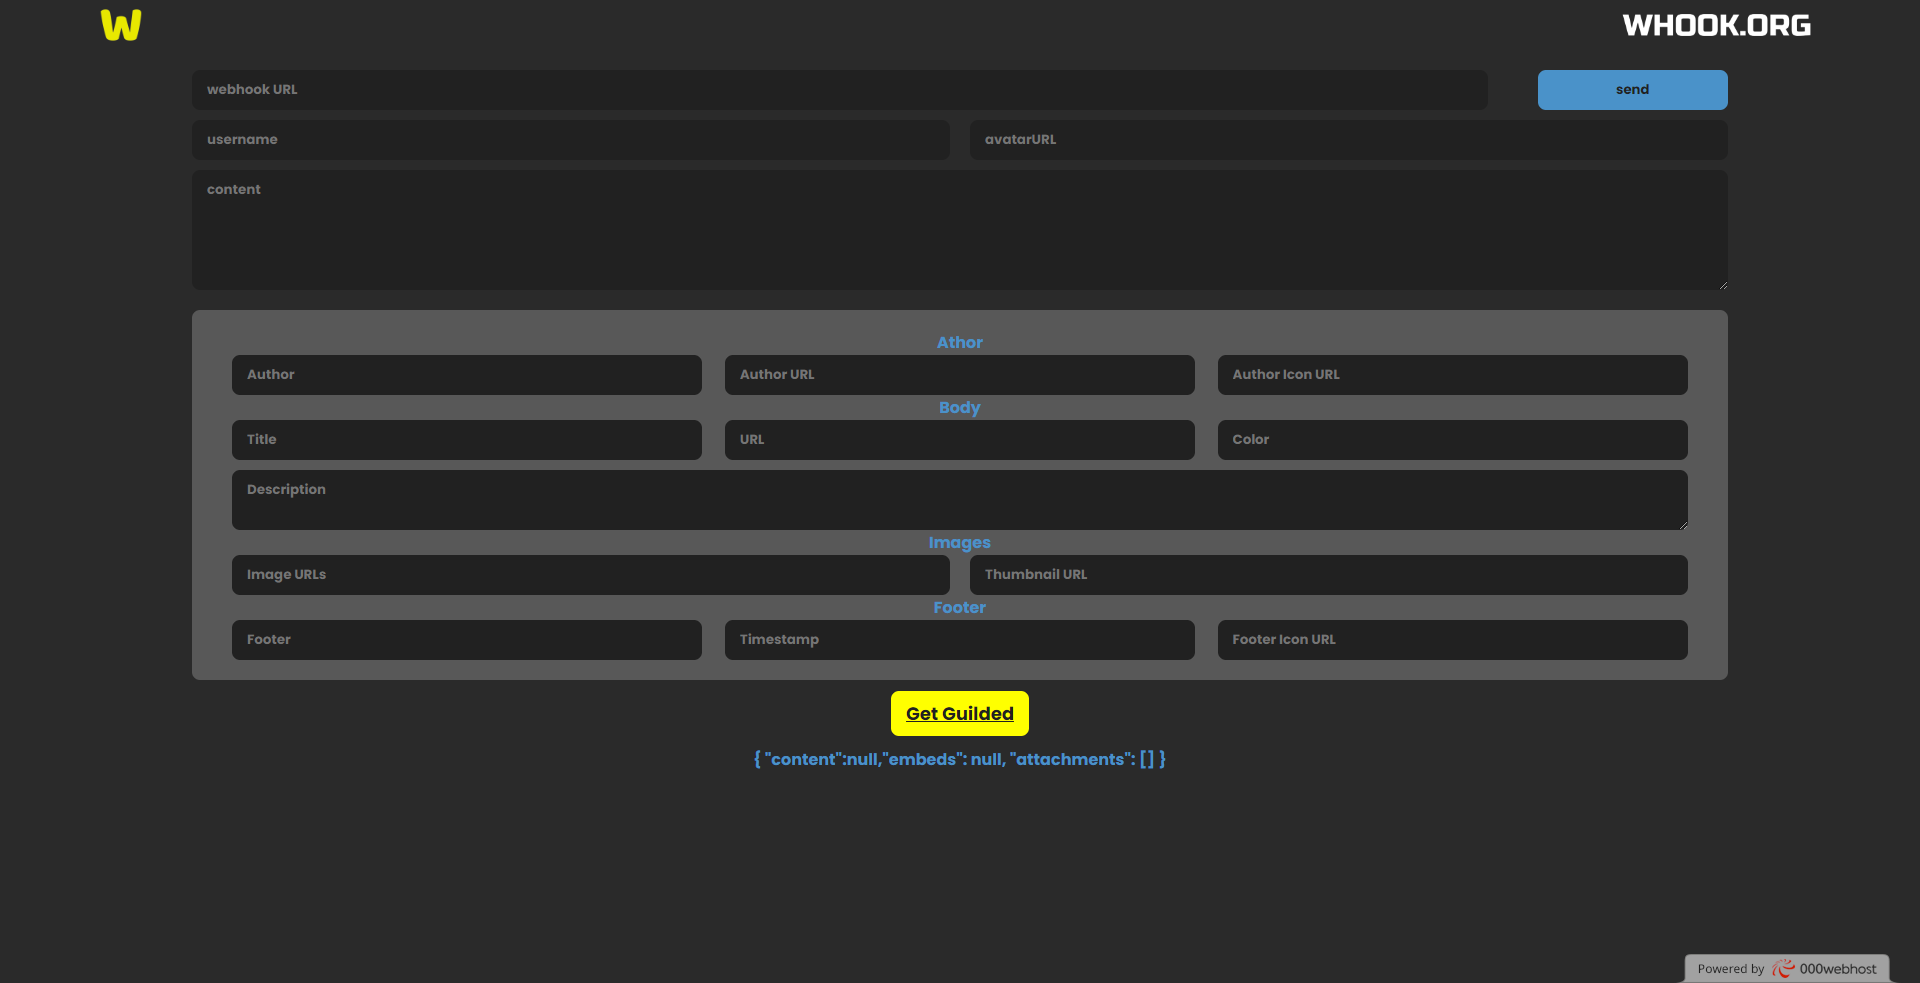 W
WHOOK.ORG
webhook URL
send
username
avatarURL
content
Athor
Author
Author URL
Author Icon URL
Body
Title
URL
Color
Description
Images
Image URLs
Thumbnail URL
Footer
Footer
Timestamp
Footer Icon URL
Get Guilded
{ "content":null,"embeds": null, "attachments": [] }
Powered by 000webhost